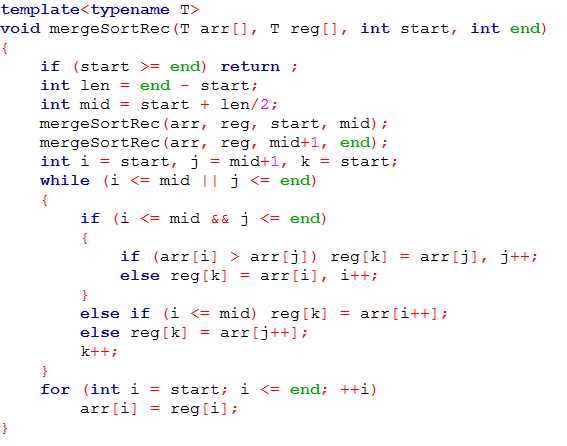 template<typename T>
void mergeSortRec(T arr[], T reg[], int start, int end)
{
    if (start >= end) return ;
    int len = end - start;
    int mid = start + len/2;
    mergeSortRec(arr, reg, start, mid);
    mergeSortRec(arr, reg, mid+1, end);
    int i = start, j = mid+1, k = start;
    while (i <= mid || j <= end)
    {
        if (i <= mid && j <= end)
        {
            if (arr[i] > arr[j]) reg[k] = arr[j], j++;
            else reg[k] = arr[i], i++;
        }
        else if (i <= mid) reg[k] = arr[i++];
        else reg[k] = arr[j++];
        k++;
    }
    for (int i = start; i <= end; ++i)
        arr[i] = reg[i];
}